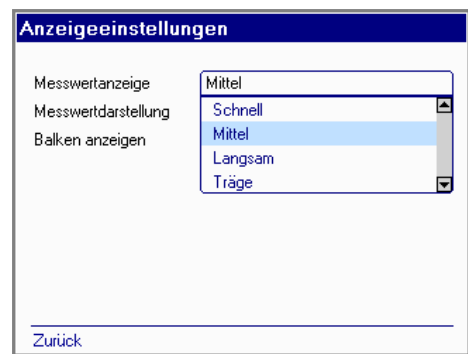 Anzeigeeinstellungen
Messwertanzeige Mittel
Messwertdarstellung Schnell
Balken anzeigen Mittel
Langsam
Träge
Zurück